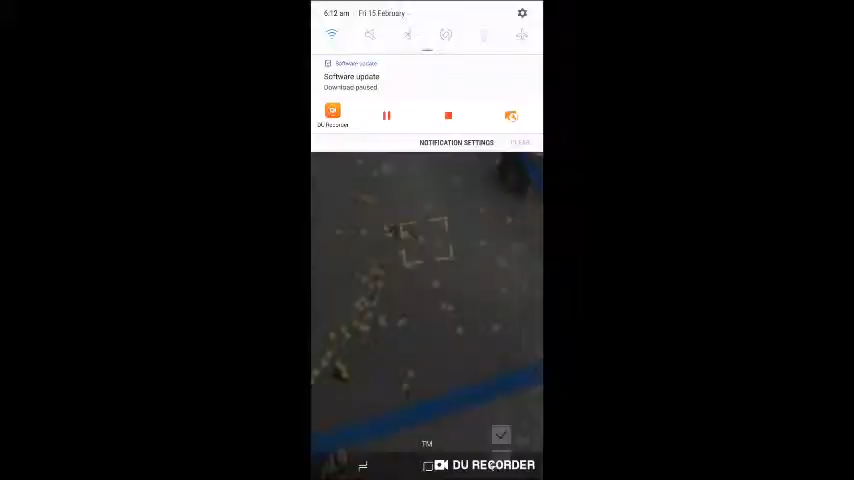 6:12 am Fri 15 February
Software update
Software update
Download paused
DU Recorder
NOTIFICATION SETTINGS CLEAR
TM
DU RECORDER